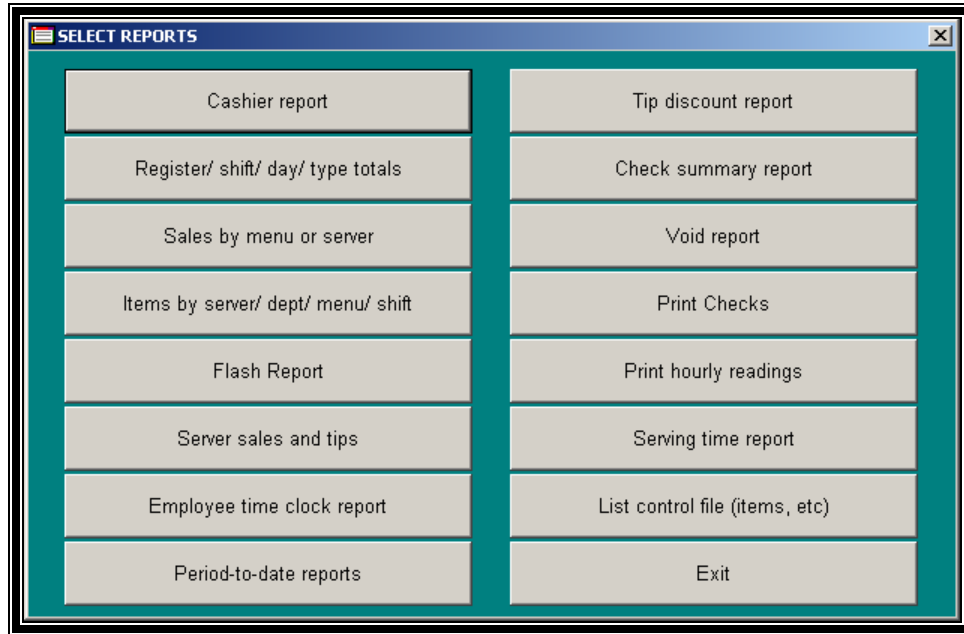 SELECT REPORTS
Cashier report
Register/ shift/ day/ type totals
Sales by menu or server
Items by server/ dept/ menu/ shift
Flash Report
Server sales and tips
Employee time clock report
Period-to-date reports
Tip discount report
Check summary report
Void report
Print Checks
Print hourly readings
Serving time report
List control file (items, etc)
Exit